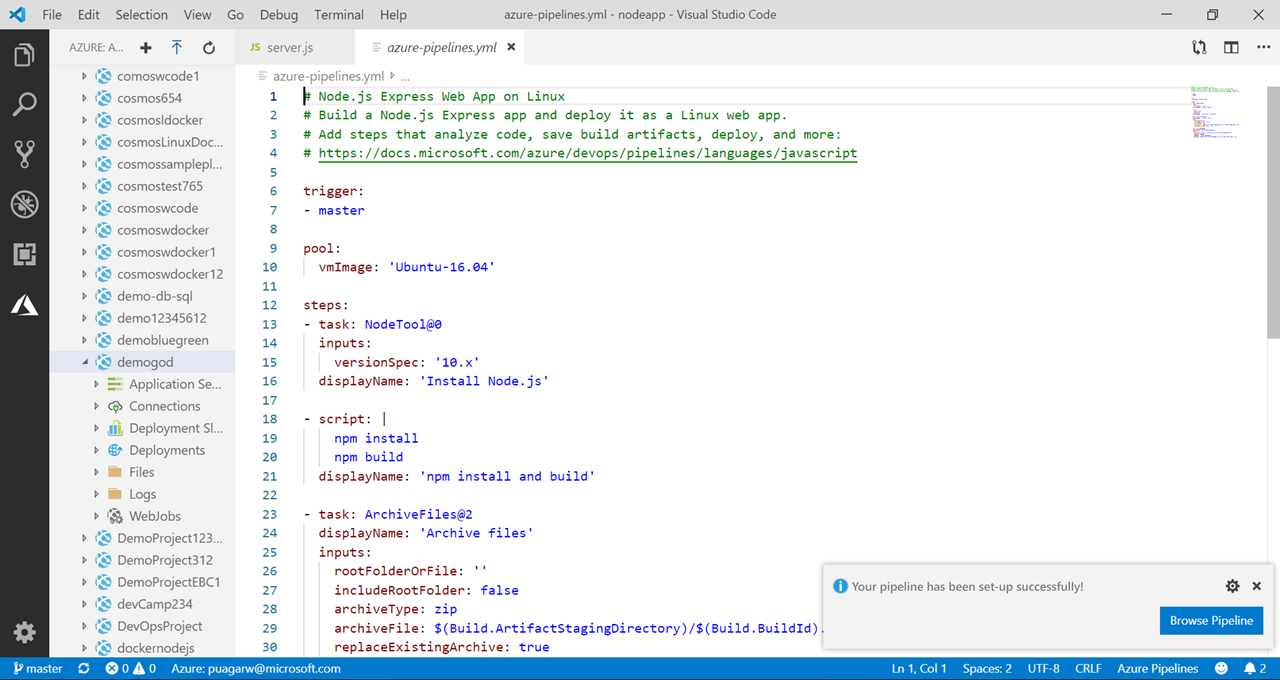 File Edit Selection View Go Debug Terminal Help
azure-pipelines.yml - nodeapp - Visual Studio Code
AZURE: A...
JS server.js
azure-pipelines.yml
comoswcode1
cosmos654
cosmosldocker
cosmosLinuxDoc...
cosmossamplepl...
cosmostest765
cosmoswcode
cosmoswdocker
cosmoswdocker1
cosmoswdocker12
demo-db-sql
demo12345612
demobluegreen
demogod
Application Se...
Connections
Deployment Sl...
Deployments
Files
Logs
WebJobs
DemoProject123...
DemoProject312
DemoProjectEBC1
devCamp234
DevOpsProject
dockernodejs
azure-pipelines.yml ...
1 # Node.js Express Web App on Linux
2 # Build a Node.js Express app and deploy it as a Linux web app.
3 # Add steps that analyze code, save build artifacts, deploy, and more:
4 # https://docs.microsoft.com/azure/devops/pipelines/languages/javascript
5
6 trigger:
7 - master
8
9 pool:
10 vmImage: 'Ubuntu-16.04'
11
12 steps:
13 - task: NodeTool@0
14 inputs:
15 versionSpec: '10.x'
16 displayName: 'Install Node.js'
17
18 - script: |
19 npm install
20 npm build
21 displayName: 'npm install and build'
22
23 - task: ArchiveFiles@2
24 displayName: 'Archive files'
25 inputs:
26 rootFolderOrFile: ''
27 includeRootFolder: false
28 archiveType: zip
29 archiveFile: $(Build.ArtifactStagingDirectory)/$(Build.BuildId).
30 replaceExistingArchive: true
Your pipeline has been set-up successfully!
Browse Pipeline
master 0 0 Azure: puagarw@microsoft.com
Ln 1, Col 1 Spaces: 2 UTF-8 CRLF Azure Pipelines 2